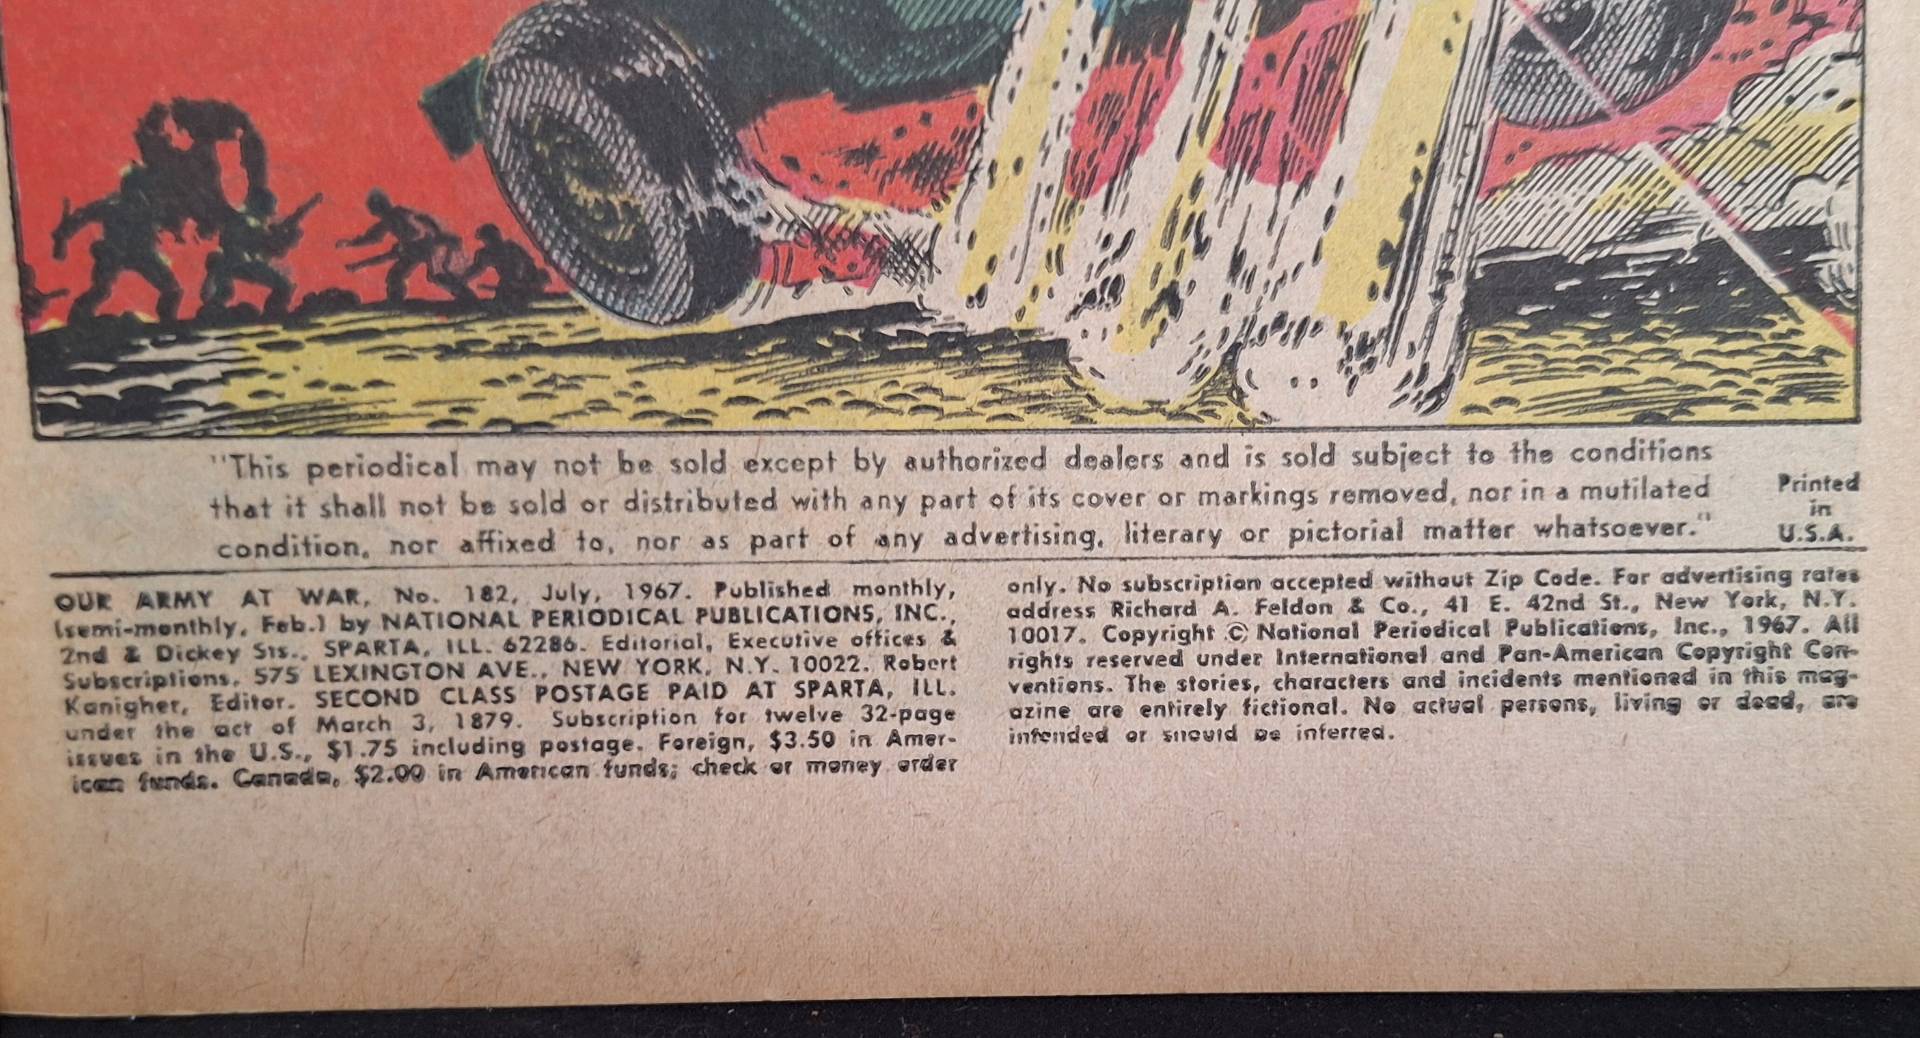 "This periodical may not be sold except by authorized dealers and is sold subject to the conditions
that it shall not be sold or distributed with any part of its cover or markings removed, nor in a mutilated
condition, nor affixed to, nor as part of any advertising, literary or pictorial matter whatsoever."
Printed
in
U.S.A.
OUR ARMY AT WAR, No. 182, July, 1967. Published monthly,
(semi-monthly, Feb.) by NATIONAL PERIODICAL PUBLICATIONS, INC.,
2nd & Dickey Sts., SPARTA, ILL. 62286. Editorial, Executive offices &
Subscriptions, 575 LEXINGTON AVE., NEW YORK, N.Y. 10022. Robert
Kanigher, Editor. SECOND CLASS POSTAGE PAID AT SPARTA, ILL.
under the act of March 3, 1879. Subscription for twelve 32-page
issues in the U.S., $1.75 including postage. Foreign, $3.50 in Amer-
ican funds. Canada, $2.00 in American funds; check or money order
only. No subscription accepted without Zip Code. For advertising rates
address Richard A. Feldon & Co., 41 E. 42nd St., New York, N.Y.
10017. Copyright © National Periodical Publications, Inc., 1967. All
rights reserved under International and Pan-American Copyright Con-
ventions. The stories, characters and incidents mentioned in this mag-
azine are entirely fictional. No actual persons, living or dead, are
intended or should be inferred.